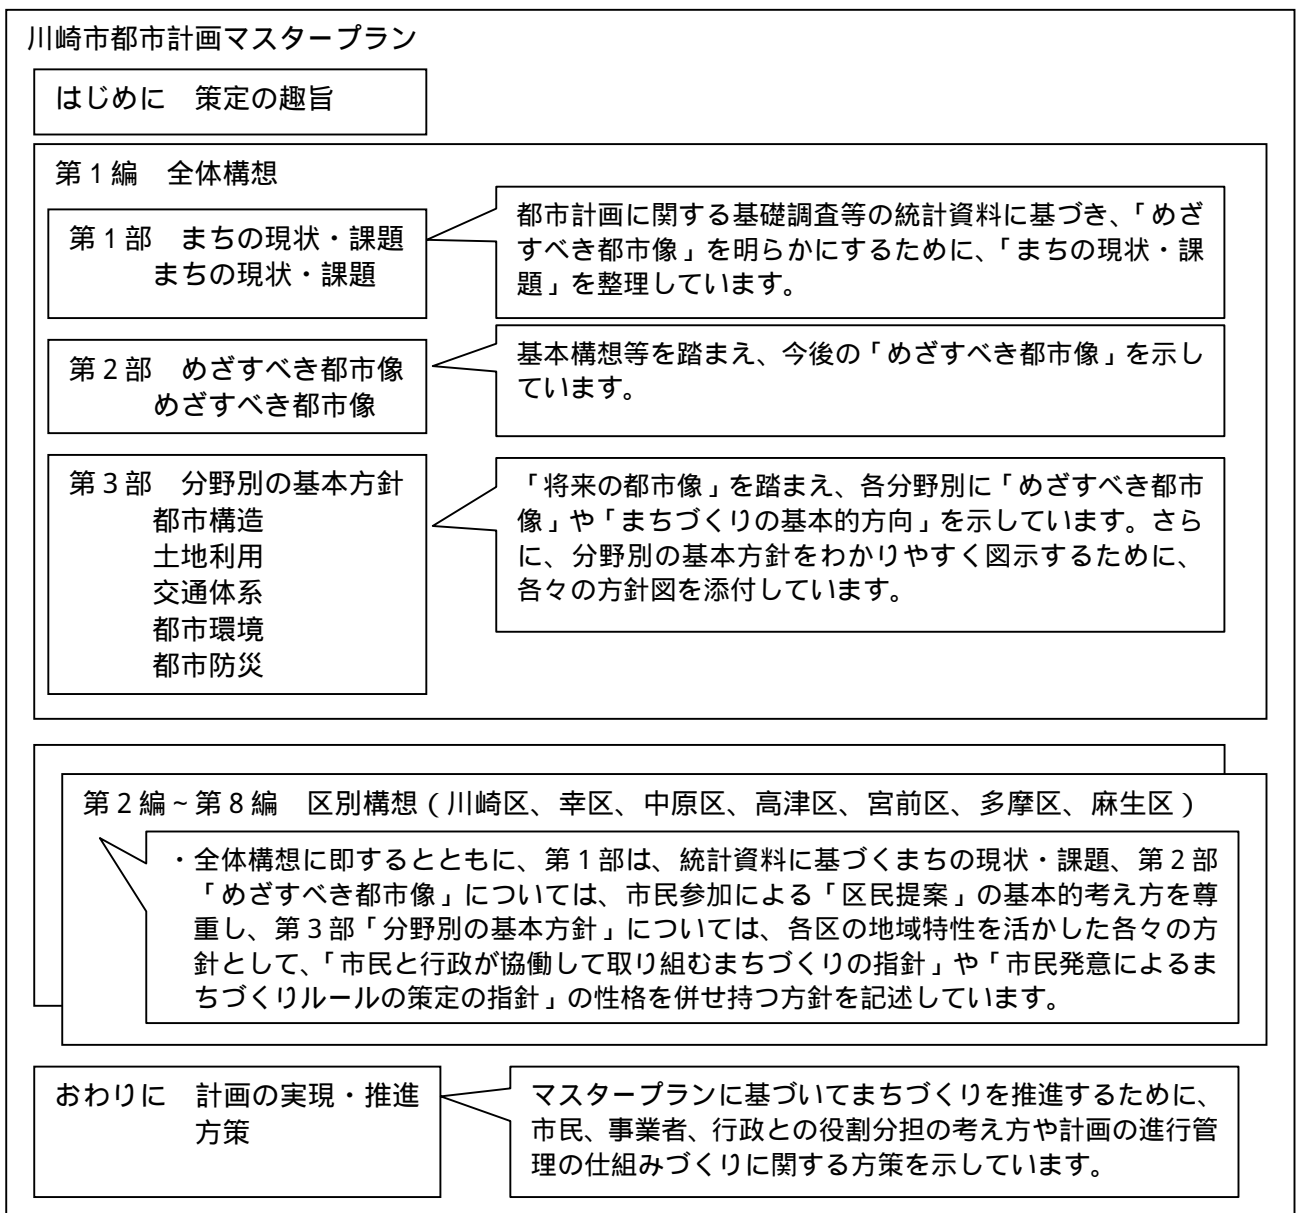 川崎市都市計画マスタープラン
はじめに　策定の趣旨
第１編　全体構想
第１部　まちの現状・課題
まちの現状・課題
都市計画に関する基礎調査等の統計資料に基づき、「めざ
すべき都市像」を明らかにするために、「まちの現状・課
題」を整理しています。
第２部　めざすべき都市像
めざすべき都市像
基本構想等を踏まえ、今後の「めざすべき都市像」を示し
ています。
第３部　分野別の基本方針
都市構造
土地利用
交通体系
都市環境
都市防災
「将来の都市像」を踏まえ、各分野別に「めざすべき都市
像」や「まちづくりの基本的方向」を示しています。さら
に、分野別の基本方針をわかりやすく図示するために、
各々の方針図を添付しています。
第２編～第８編　区別構想（川崎区、幸区、中原区、高津区、宮前区、多摩区、麻生区）
・全体構想に即するとともに、第１部は、統計資料に基づくまちの現状・課題、第２部
「めざすべき都市像」については、市民参加による「区民提案」の基本的考え方を尊
重し、第３部「分野別の基本方針」については、各区の地域特性を活かした各々の方
針として、「市民と行政が協働して取り組むまちづくりの指針」や「市民発意によるま
ちづくりルールの策定の指針」の性格を併せ持つ方針を記述しています。
おわりに　計画の実現・推進
方策
マスタープランに基づいてまちづくりを推進するために、
市民、事業者、行政との役割分担の考え方や計画の進行管
理の仕組みづくりに関する方策を示しています。